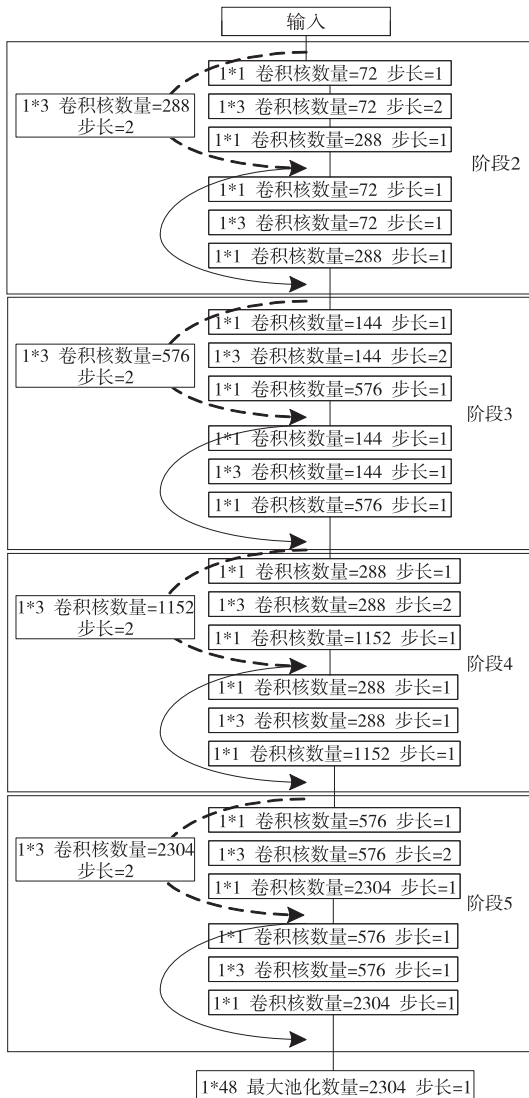 输入
1*1 卷积核数量=72 步长=1
1*3 卷积核数量=288
步长=2
1*3 卷积核数量=72 步长=2
1*1 卷积核数量=288 步长=1
阶段2
1*1 卷积核数量=72 步长=1
1*3 卷积核数量=72 步长=1
1*1 卷积核数量=288 步长=1
1*1 卷积核数量=144 步长=1
1*3 卷积核数量=576
步长=2
1*3 卷积核数量=144 步长=2
1*1 卷积核数量=576 步长=1
阶段3
1*1 卷积核数量=144 步长=1
1*3 卷积核数量=144 步长=1
1*1 卷积核数量=576 步长=1
1*1 卷积核数量=288 步长=1
1*3 卷积核数量=1152
步长=2
1*3 卷积核数量=288 步长=2
1*1 卷积核数量=1152 步长=1
阶段4
1*1 卷积核数量=288 步长=1
1*3 卷积核数量=288 步长=1
1*1 卷积核数量=1152 步长=1
1*1 卷积核数量=576 步长=1
1*3 卷积核数量=2304
步长=2
1*3 卷积核数量=576 步长=2
1*1 卷积核数量=2304 步长=1
阶段5
1*1 卷积核数量=576 步长=1
1*3 卷积核数量=576 步长=1
1*1 卷积核数量=2304 步长=1
1*48 最大池化数量=2304 步长=1